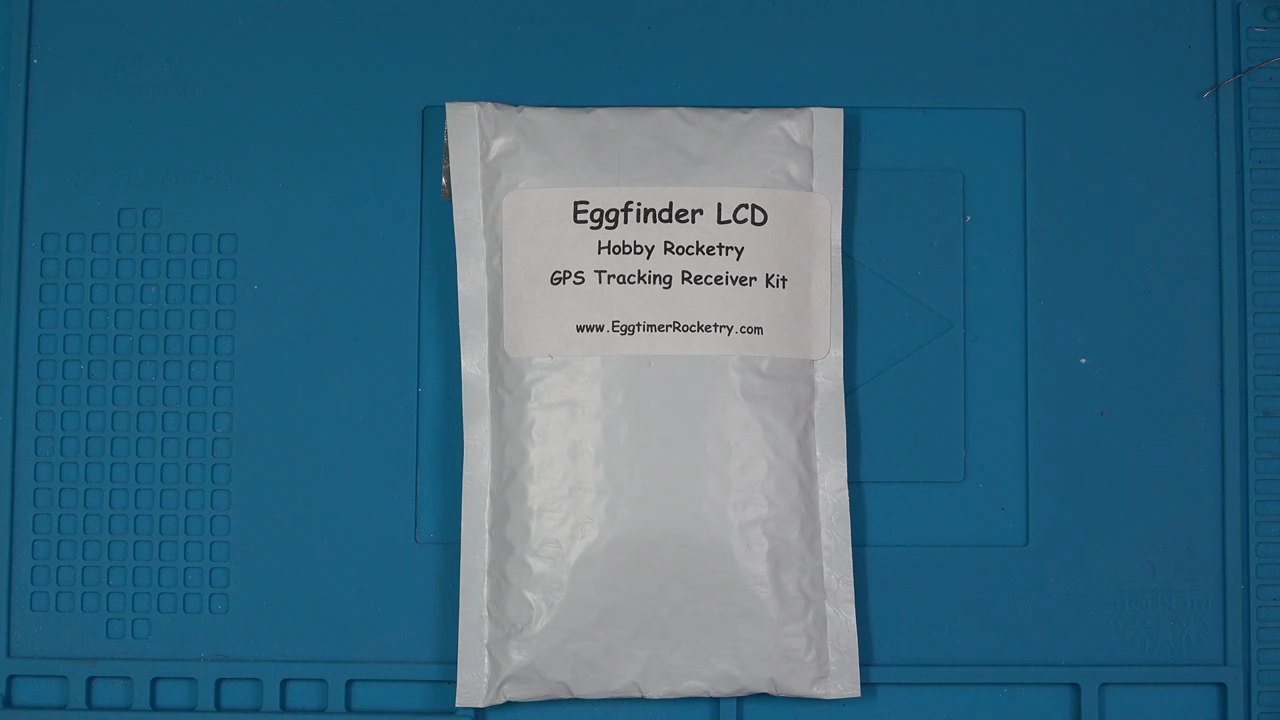 Eggfinder LCD
Hobby Rocketry
GPS Tracking Receiver Kit
www.EggtimerRocketry.com